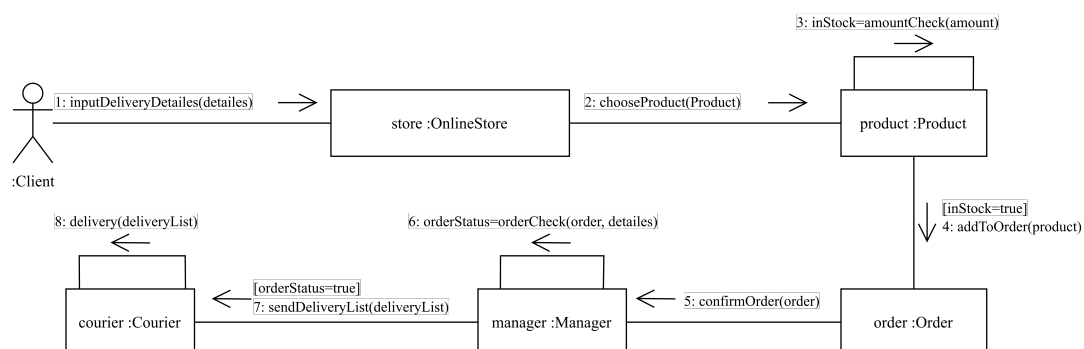 3: inStock=amountCheck(amount)
1: inputDeliveryDetailes(detailes)
2: chooseProduct(Product)
store :OnlineStore
product :Product
:Client
[inStock=true]
4: addToOrder(product)
8: delivery(deliveryList)
6: orderStatus=orderCheck(order, detailes)
[orderStatus=true]
7: sendDeliveryList(deliveryList)
5: confirmOrder(order)
courier :Courier
manager :Manager
order :Order